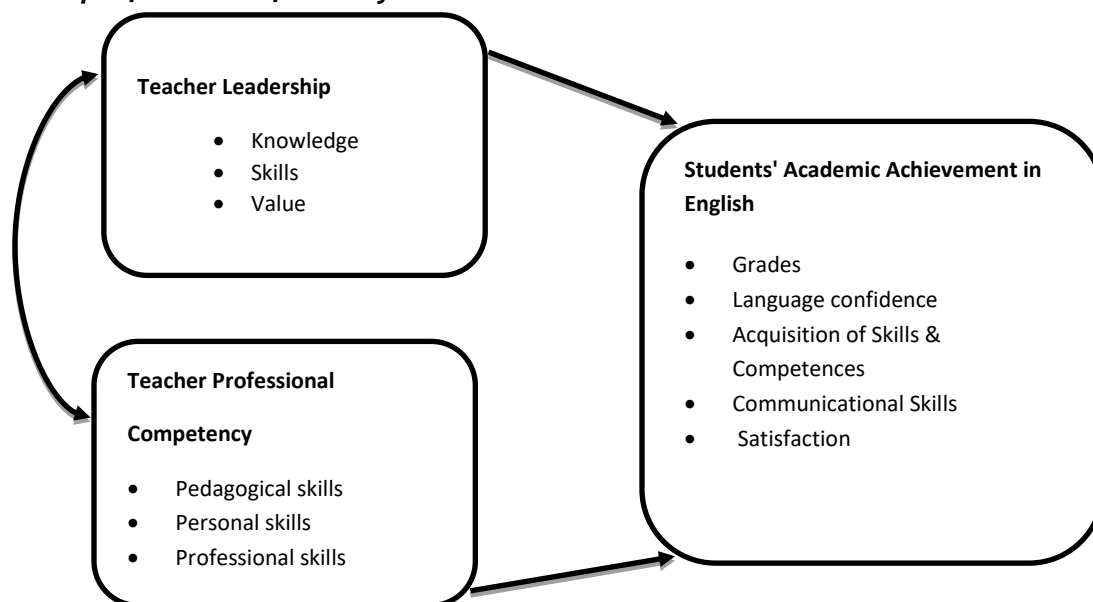 Teacher Leadership
• Knowledge
• Skills
• Value
Teacher Professional
Competency
• Pedagogical skills
• Personal skills
• Professional skills
Students' Academic Achievement in
English
• Grades
• Language confidence
• Acquisition of Skills &
Competences
• Communicational Skills
• Satisfaction